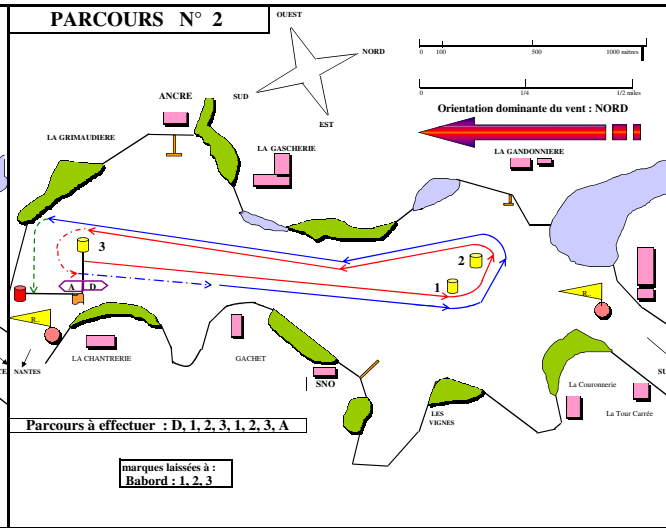 PARCOURS N° 2
OUEST
NORD
SUD
EST
0 100 500 1000 mètres
0 1/4 1/2 miles
Orientation dominante du vent : NORD
ANCRE
LA GRIMAUDIERE
LA GASCHERIE
LA GANDONNIERE
3
2
1
A D
R
R
NANTES
LA CHANTRERIE
GACHET
SNO
LES
VIGNES
La Couronnerie
La Tour Carrée
Parcours à effectuer : D, 1, 2, 3, 1, 2, 3, A
marques laissées à :
Babord : 1, 2, 3